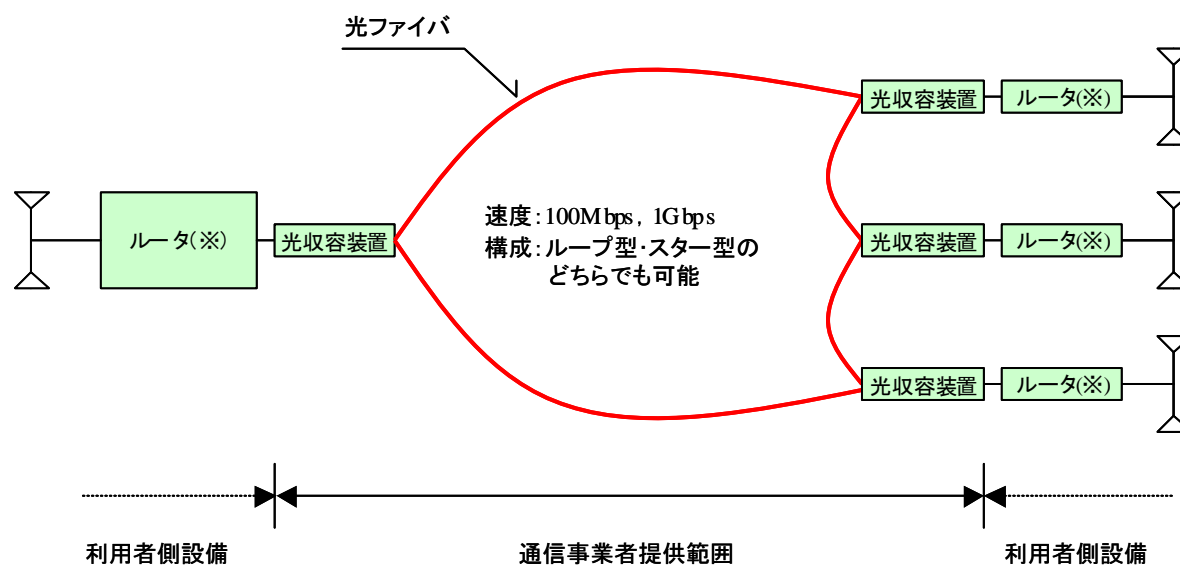 光ファイバ
光収容装置
ルータ(※)
ルータ(※)
光収容装置
速度：100Mbps, 1Gbps
構成：ループ型・スター型の
どちらでも可能
光収容装置
ルータ(※)
光収容装置
ルータ(※)
利用者側設備
通信事業者提供範囲
利用者側設備